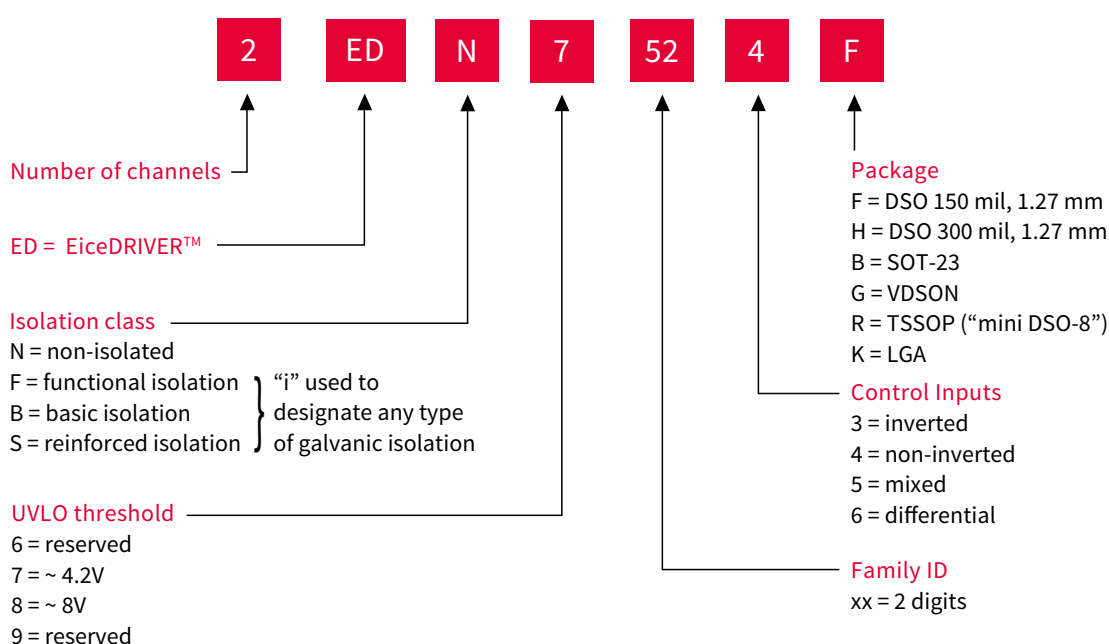 2 ED N 7 52 4 F
Number of channels
ED = EiceDRIVER™
Isolation class
N = non-isolated
F = functional isolation
B = basic isolation
S = reinforced isolation
} “i” used to
designate any type
of galvanic isolation
UVLO threshold
6 = reserved
7 = ~ 4.2V
8 = ~ 8V
9 = reserved
Package
F = DSO 150 mil, 1.27 mm
H = DSO 300 mil, 1.27 mm
B = SOT-23
G = VDSON
R = TSSOP (“mini DSO-8”)
K = LGA
Control Inputs
3 = inverted
4 = non-inverted
5 = mixed
6 = differential
Family ID
xx = 2 digits